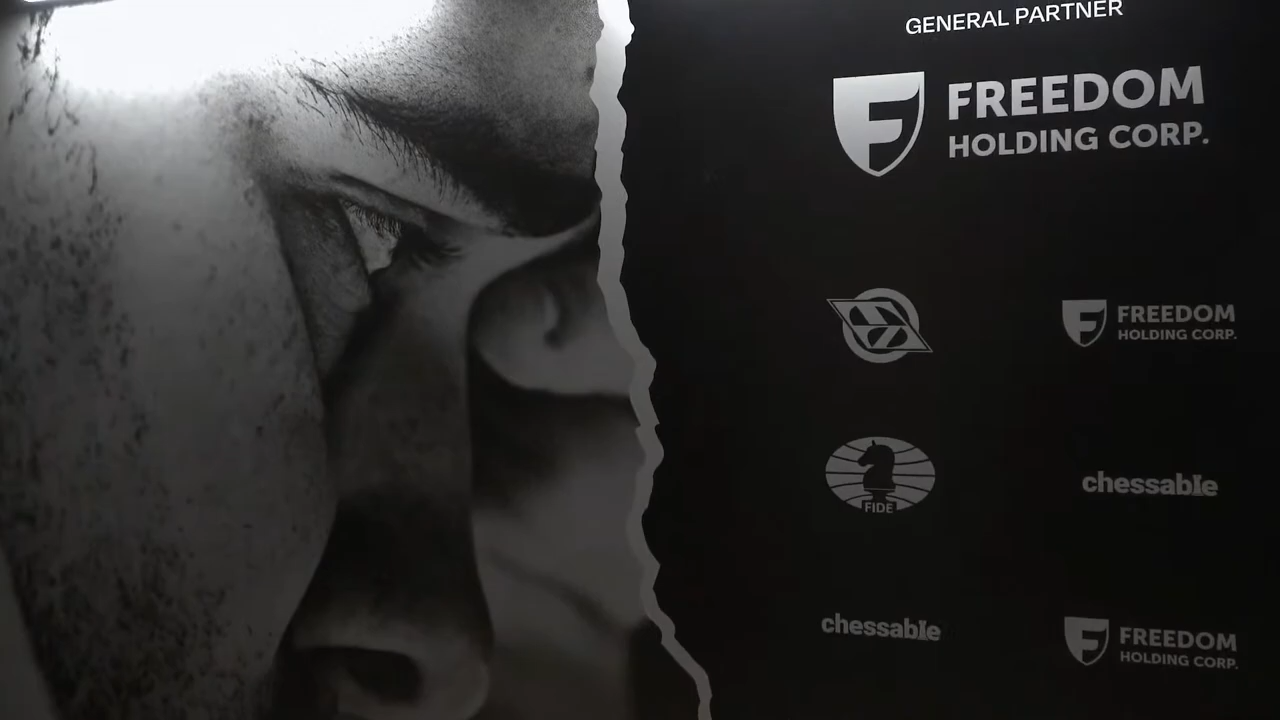 GENERAL PARTNER
FREEDOM
HOLDING CORP.
FREEDOM
HOLDING CORP.
FIDE
chessable
chessable
FREEDOM
HOLDING CORP.